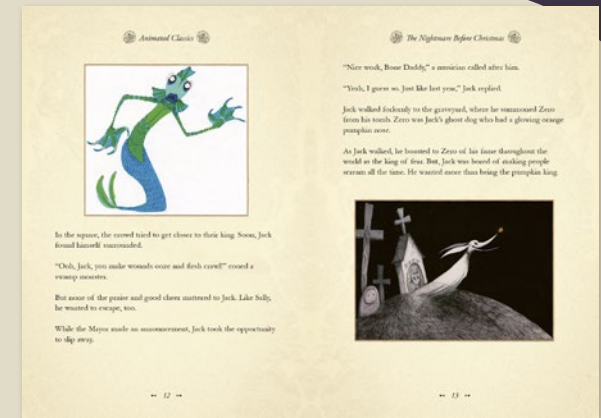 Animated Classics
In the square, the crowd tried to get closer to their king. Soon, Jack
found himself surrounded.
“Ooh, Jack, you make wounds ooze and flesh crawl!” cooed a
swamp monster.
But none of the praise and good cheer mattered to Jack. Like Sally,
he wanted to escape, too.
While the Mayor made an announcement, Jack took the opportunity
to slip away.
12
The Nightmare Before Christmas
“Nice work, Bone Daddy,” a musician called after him.
“Yeah, I guess so. Just like last year,” Jack replied.
Jack walked forlornly to the graveyard, where he summoned Zero
from his tomb. Zero was Jack's ghost dog who had a glowing orange
pumpkin nose.
As Jack walked, he boasted to Zero of his fame throughout the
world as the king of fear. But, Jack was bored of making people
scream all the time. He wanted more than being the pumpkin king.
13